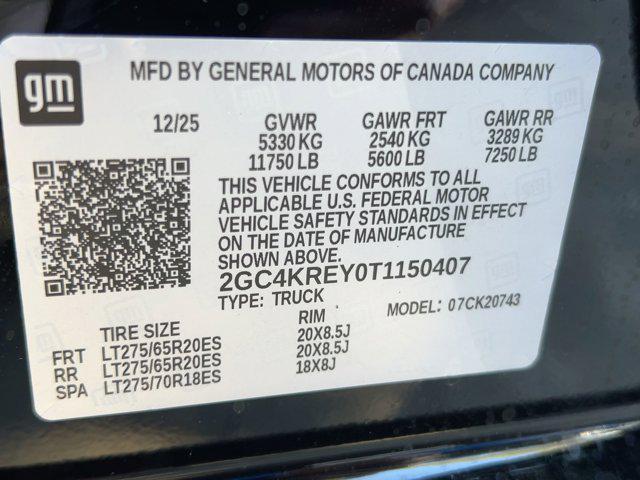 gm
MFD BY GENERAL MOTORS OF CANADA COMPANY
12/25 GVWR GAWR FRT GAWR RR
5330 KG 2540 KG 3289 KG
11750 LB 5600 LB 7250 LB
THIS VEHICLE CONFORMS TO ALL
APPLICABLE U.S. FEDERAL MOTOR
VEHICLE SAFETY STANDARDS IN EFFECT
ON THE DATE OF MANUFACTURE
SHOWN ABOVE.
2GC4KREY0T1150407
TYPE: TRUCK MODEL: 07CK20743
TIRE SIZE RIM
FRT LT275/65R20ES 20X8.5J
RR LT275/65R20ES 20X8.5J
SPA LT275/70R18ES 18X8J